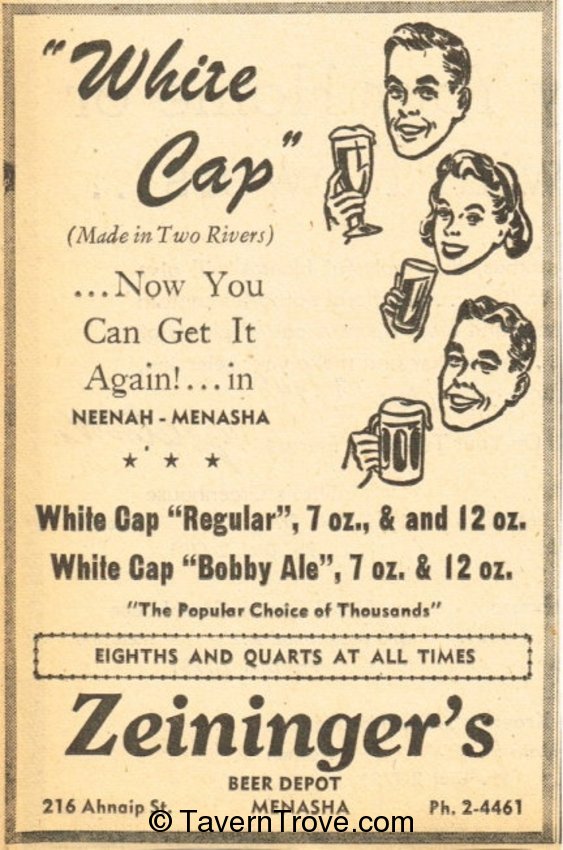 "White
Cap"
(Made in Two Rivers)
...Now You
Can Get It
Again!...in
NEENAH - MENASHA
★ ★ ★
White Cap "Regular", 7 oz., & and 12 oz.
White Cap "Bobby Ale", 7 oz. & 12 oz.
"The Popular Choice of Thousands"
EIGHTHS AND QUARTS AT ALL TIMES
Zeininger's
BEER DEPOT
216 Ahnaip St. MENASHA Ph. 2-4461
© TavernTrove.com